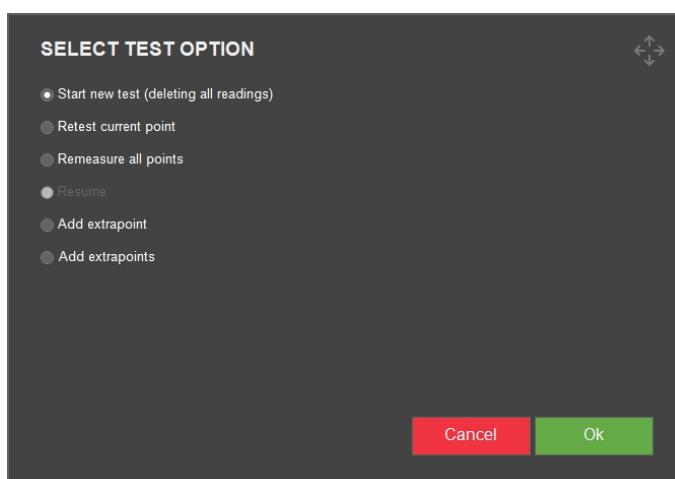 SELECT TEST OPTION
Start new test (deleting all readings)
Retest current point
Remeasure all points
Resume
Add extrapoint
Add extrapoints
Cancel
Ok